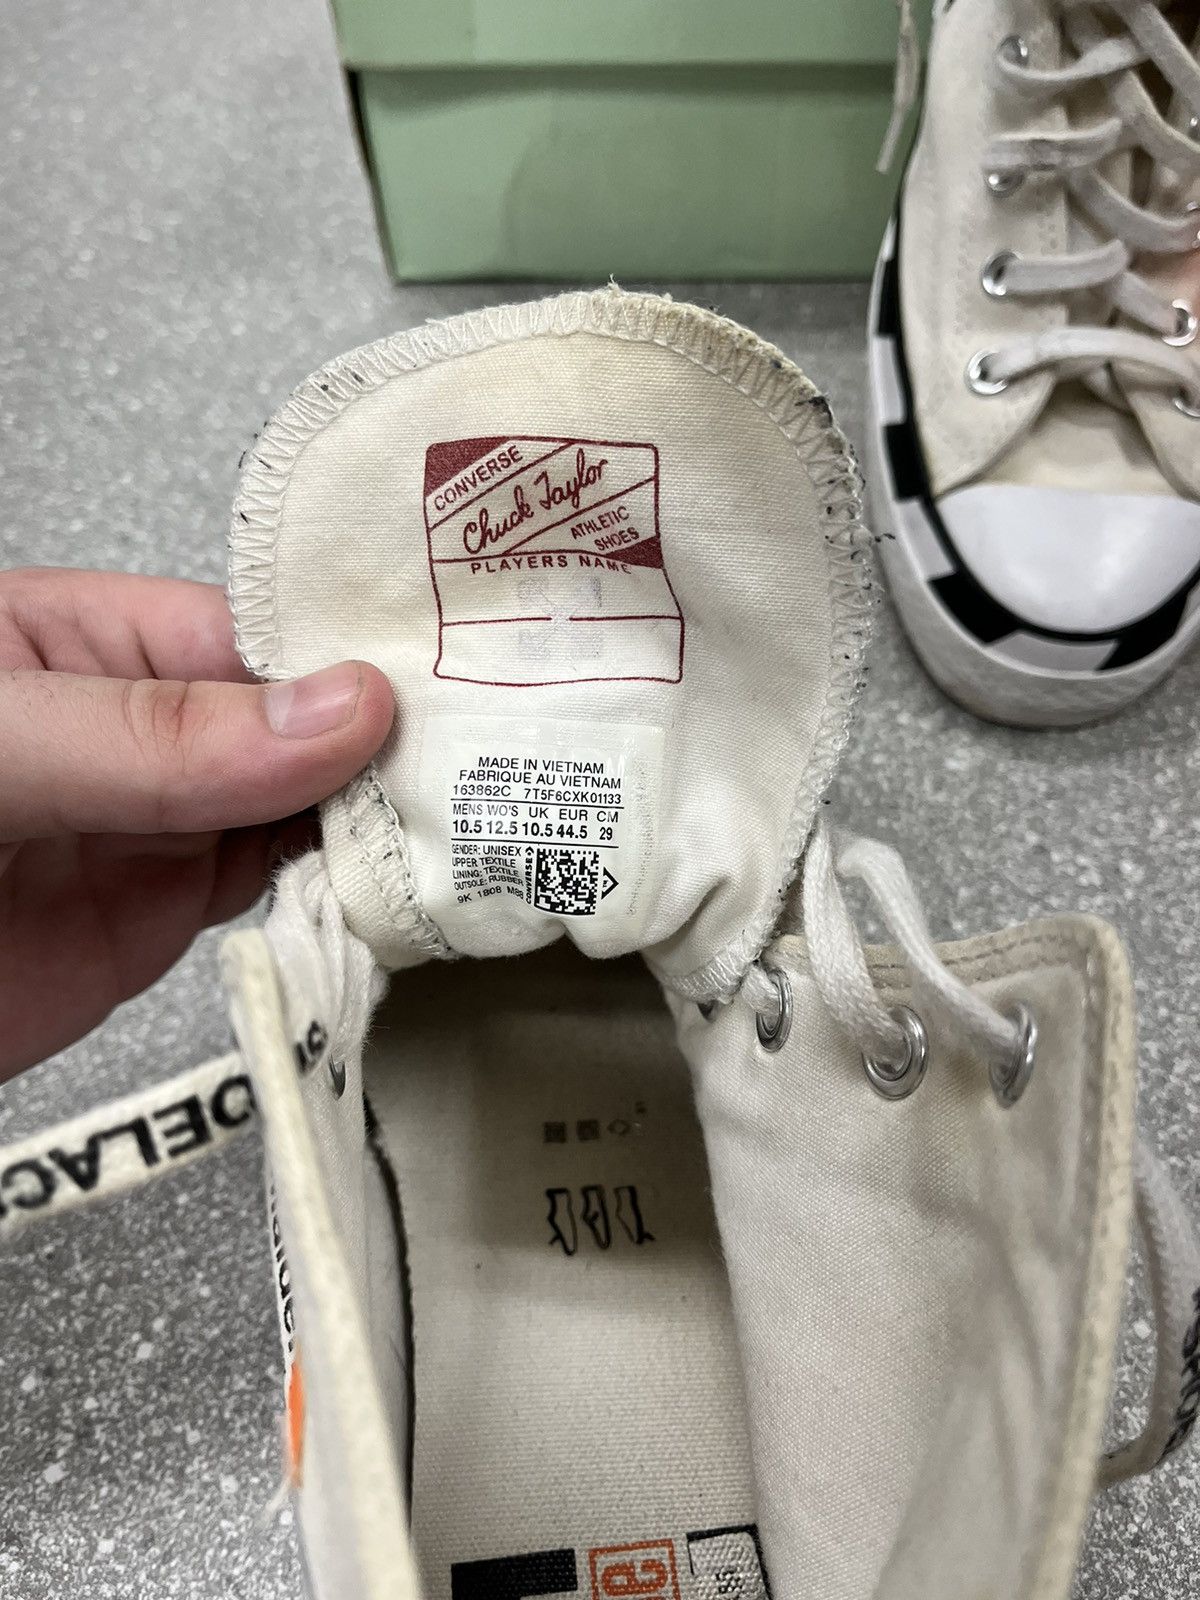 CONVERSE
Chuck Taylor
ATHLETIC
SHOES
PLAYERS NAME
MADE IN VIETNAM
FABRIQUE AU VIETNAM
163862C 7T5F6CXK01133
MENS WO'S UK EUR CM
10.5 12.5 10.5 44.5 29
GENDER: UNISEX
UPPER TEXTILE
LINING: TEXTILE
OUTSOLE: RUBBER
9K 1808
CONVERSE